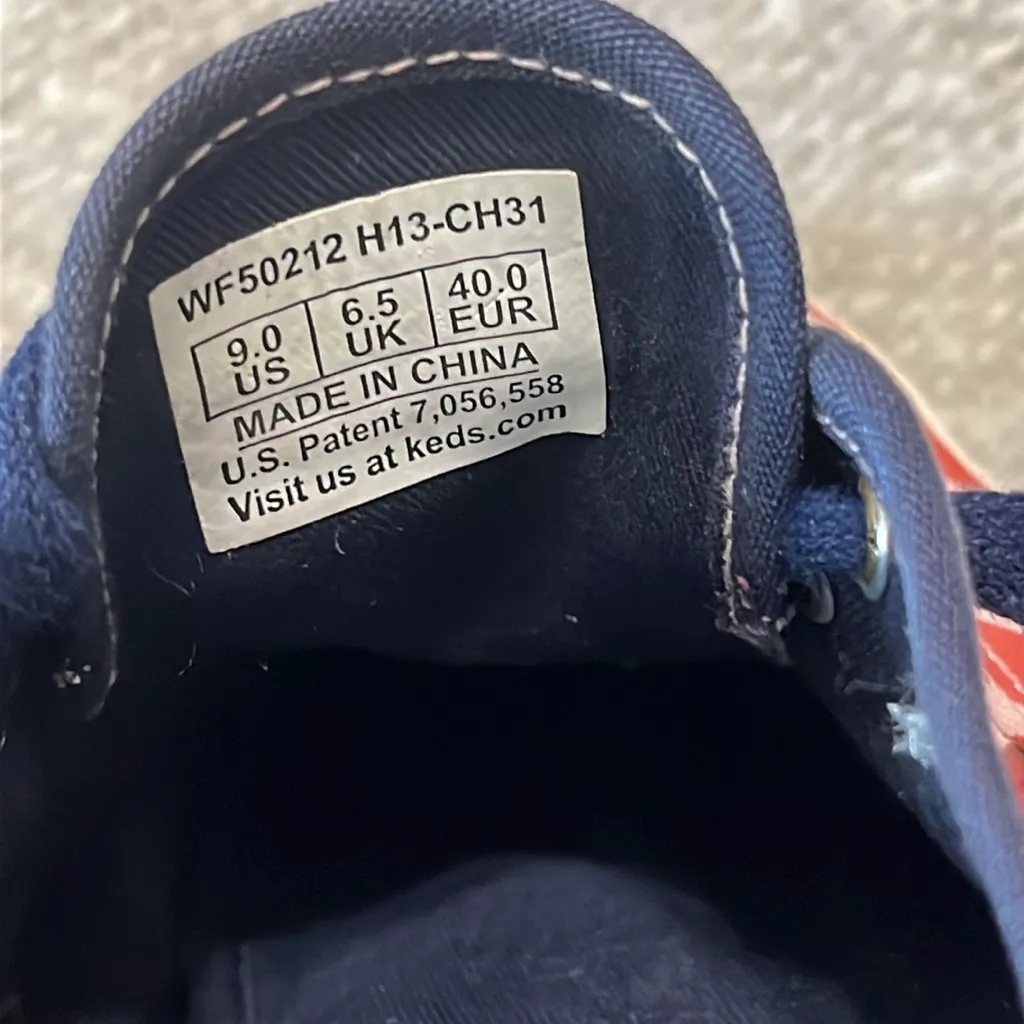 WF50212 H13-CH31
9.0 6.5 40.0
US UK EUR
MADE IN CHINA
U.S. Patent 7,056,558
Visit us at keds.com